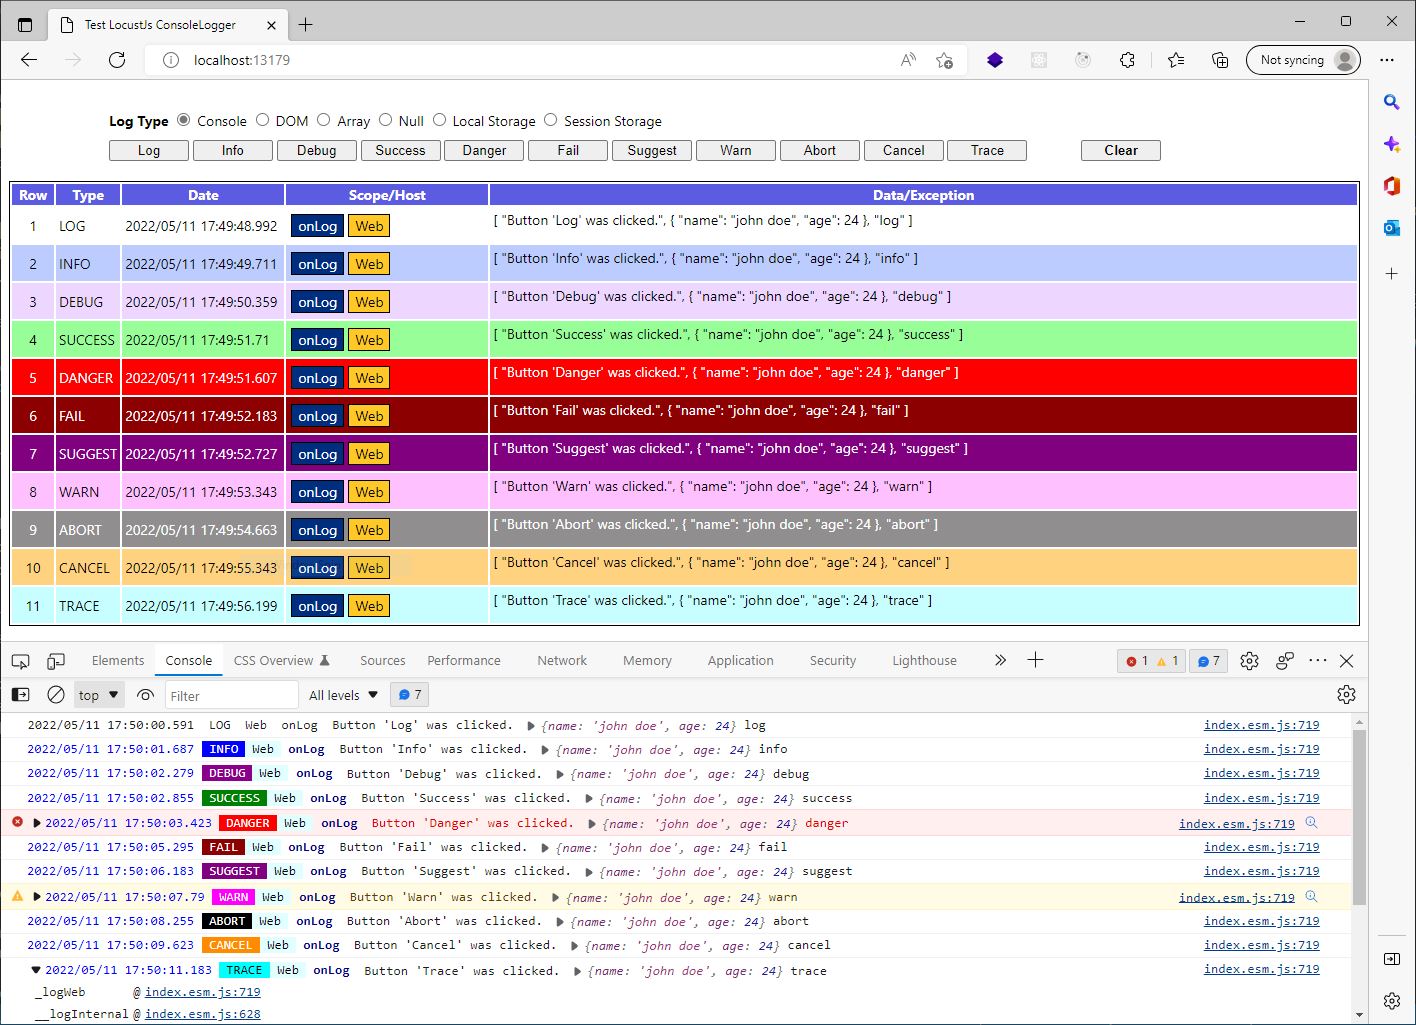 Test LocustJs ConsoleLogger
localhost:13179
Not syncing
Log Type Console DOM Array Null Local Storage Session Storage
Log Info Debug Success Danger Fail Suggest Warn Abort Cancel Trace Clear
Row Type Date Scope/Host Data/Exception
1 LOG 2022/05/11 17:49:48.992 onLog Web [ "Button 'Log' was clicked.", { "name": "john doe", "age": 24 }, "log" ]
2 INFO 2022/05/11 17:49:49.711 onLog Web [ "Button 'Info' was clicked.", { "name": "john doe", "age": 24 }, "info" ]
3 DEBUG 2022/05/11 17:49:50.359 onLog Web [ "Button 'Debug' was clicked.", { "name": "john doe", "age": 24 }, "debug" ]
4 SUCCESS 2022/05/11 17:49:51.71 onLog Web [ "Button 'Success' was clicked.", { "name": "john doe", "age": 24 }, "success" ]
5 DANGER 2022/05/11 17:49:51.607 onLog Web [ "Button 'Danger' was clicked.", { "name": "john doe", "age": 24 }, "danger" ]
6 FAIL 2022/05/11 17:49:52.183 onLog Web [ "Button 'Fail' was clicked.", { "name": "john doe", "age": 24 }, "fail" ]
7 SUGGEST 2022/05/11 17:49:52.727 onLog Web [ "Button 'Suggest' was clicked.", { "name": "john doe", "age": 24 }, "suggest" ]
8 WARN 2022/05/11 17:49:53.343 onLog Web [ "Button 'Warn' was clicked.", { "name": "john doe", "age": 24 }, "warn" ]
9 ABORT 2022/05/11 17:49:54.663 onLog Web [ "Button 'Abort' was clicked.", { "name": "john doe", "age": 24 }, "abort" ]
10 CANCEL 2022/05/11 17:49:55.343 onLog Web [ "Button 'Cancel' was clicked.", { "name": "john doe", "age": 24 }, "cancel" ]
11 TRACE 2022/05/11 17:49:56.199 onLog Web [ "Button 'Trace' was clicked.", { "name": "john doe", "age": 24 }, "trace" ]
Elements Console CSS Overview Sources Performance Network Memory Application Security Lighthouse 1 1 7
top Filter All levels 7
2022/05/11 17:50:00.591 LOG Web onLog Button 'Log' was clicked. {name: 'john doe', age: 24} log index.esm.js:719
2022/05/11 17:50:01.687 INFO Web onLog Button 'Info' was clicked. {name: 'john doe', age: 24} info index.esm.js:719
2022/05/11 17:50:02.279 DEBUG Web onLog Button 'Debug' was clicked. {name: 'john doe', age: 24} debug index.esm.js:719
2022/05/11 17:50:02.855 SUCCESS Web onLog Button 'Success' was clicked. {name: 'john doe', age: 24} success index.esm.js:719
2022/05/11 17:50:03.423 DANGER Web onLog Button 'Danger' was clicked. {name: 'john doe', age: 24} danger index.esm.js:719
2022/05/11 17:50:05.295 FAIL Web onLog Button 'Fail' was clicked. {name: 'john doe', age: 24} fail index.esm.js:719
2022/05/11 17:50:06.183 SUGGEST Web onLog Button 'Suggest' was clicked. {name: 'john doe', age: 24} suggest index.esm.js:719
2022/05/11 17:50:07.79 WARN Web onLog Button 'Warn' was clicked. {name: 'john doe', age: 24} warn index.esm.js:719
2022/05/11 17:50:08.255 ABORT Web onLog Button 'Abort' was clicked. {name: 'john doe', age: 24} abort index.esm.js:719
2022/05/11 17:50:09.623 CANCEL Web onLog Button 'Cancel' was clicked. {name: 'john doe', age: 24} cancel index.esm.js:719
2022/05/11 17:50:11.183 TRACE Web onLog Button 'Trace' was clicked. {name: 'john doe', age: 24} trace index.esm.js:719
_logWeb @ index.esm.js:719
__logInternal @ index.esm.js:628